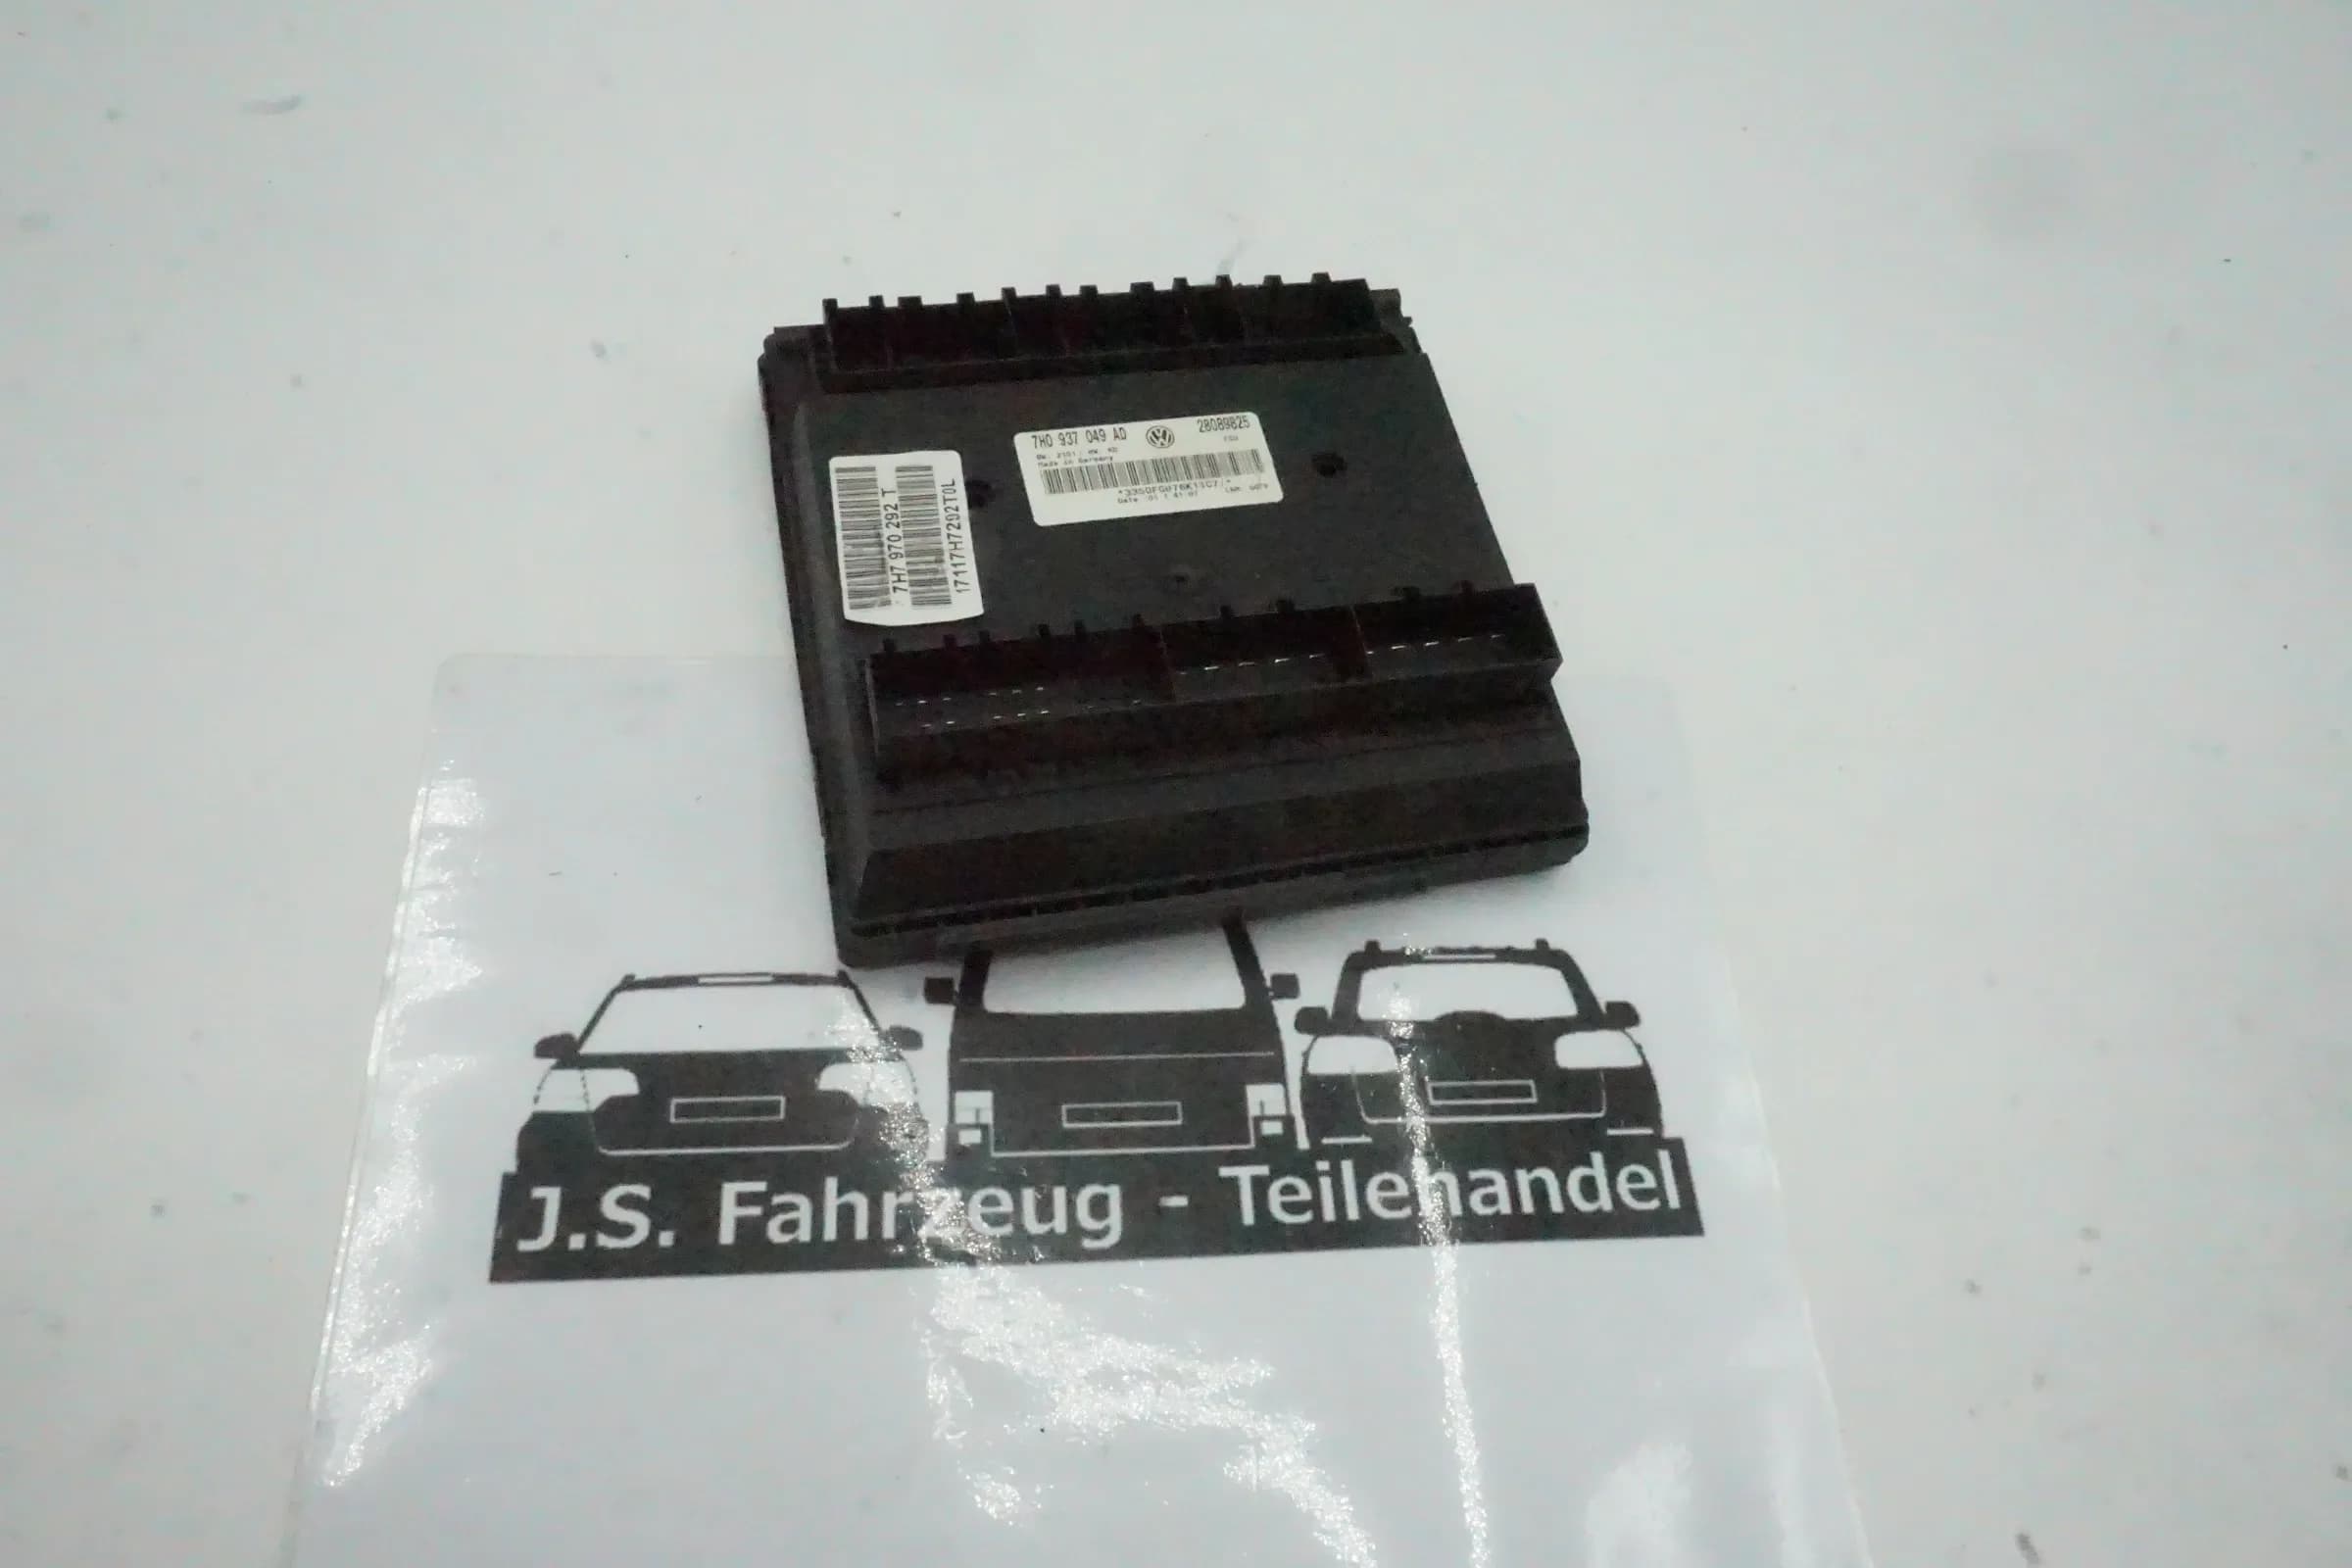 7H0 937 049 AD
28089825
Made in Germany
7H7 970 292 T
17117H7292T0L
J.S. Fahrzeug - Teilehandel